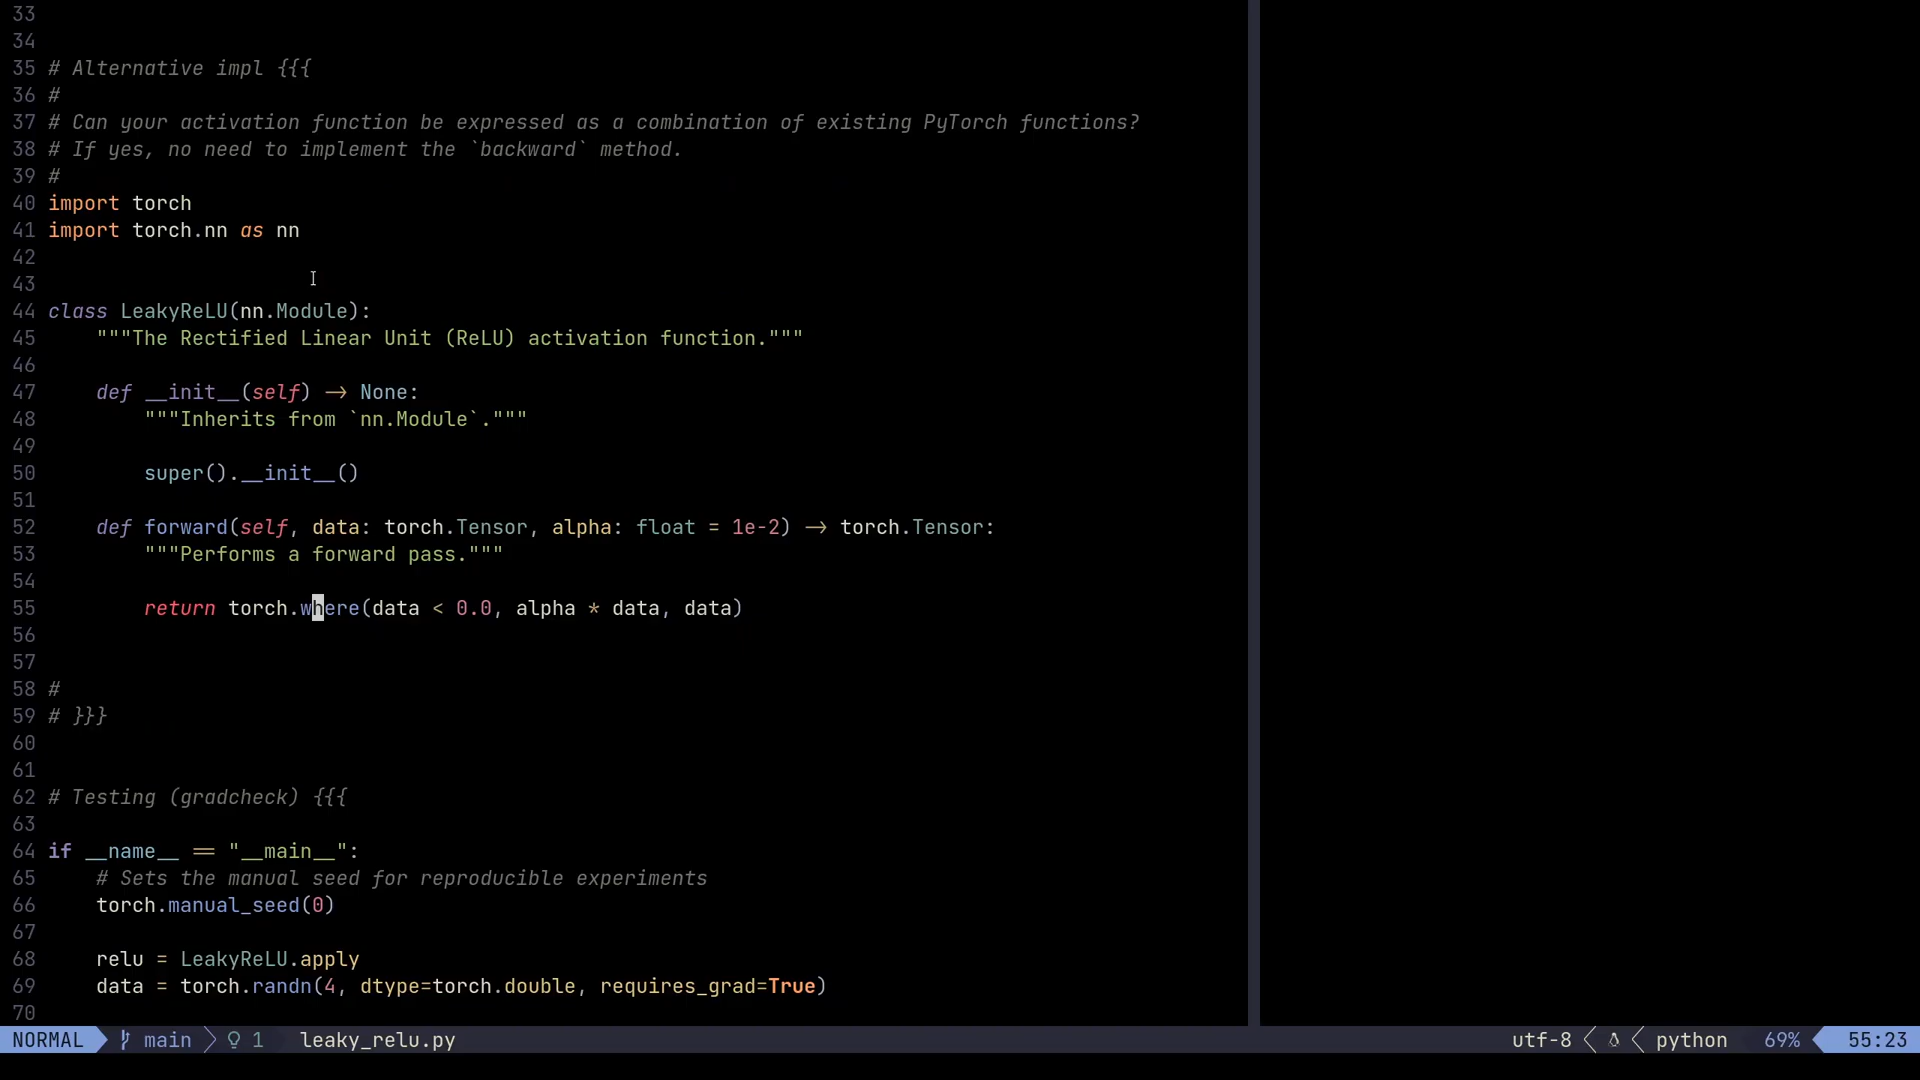 33
34
35 # Alternative impl {{{
36 #
37 # Can your activation function be expressed as a combination of existing PyTorch functions?
38 # If yes, no need to implement the `backward` method.
39 #
40 import torch
41 import torch.nn as nn
42
43
44 class LeakyReLU(nn.Module):
45     """The Rectified Linear Unit (ReLU) activation function."""
46
47     def __init__(self) -> None:
48         """Inherits from `nn.Module`."""
49
50         super().__init__()
51
52     def forward(self, data: torch.Tensor, alpha: float = 1e-2) -> torch.Tensor:
53         """Performs a forward pass."""
54
55         return torch.where(data < 0.0, alpha * data, data)
56
57
58 #
59 # }}}
60
61
62 # Testing (gradcheck) {{{
63
64 if __name__ == "__main__":
65     # Sets the manual seed for reproducible experiments
66     torch.manual_seed(0)
67
68     relu = LeakyReLU.apply
69     data = torch.randn(4, dtype=torch.double, requires_grad=True)
70
NORMAL main 1 leaky_relu.py utf-8 python 69% 55:23